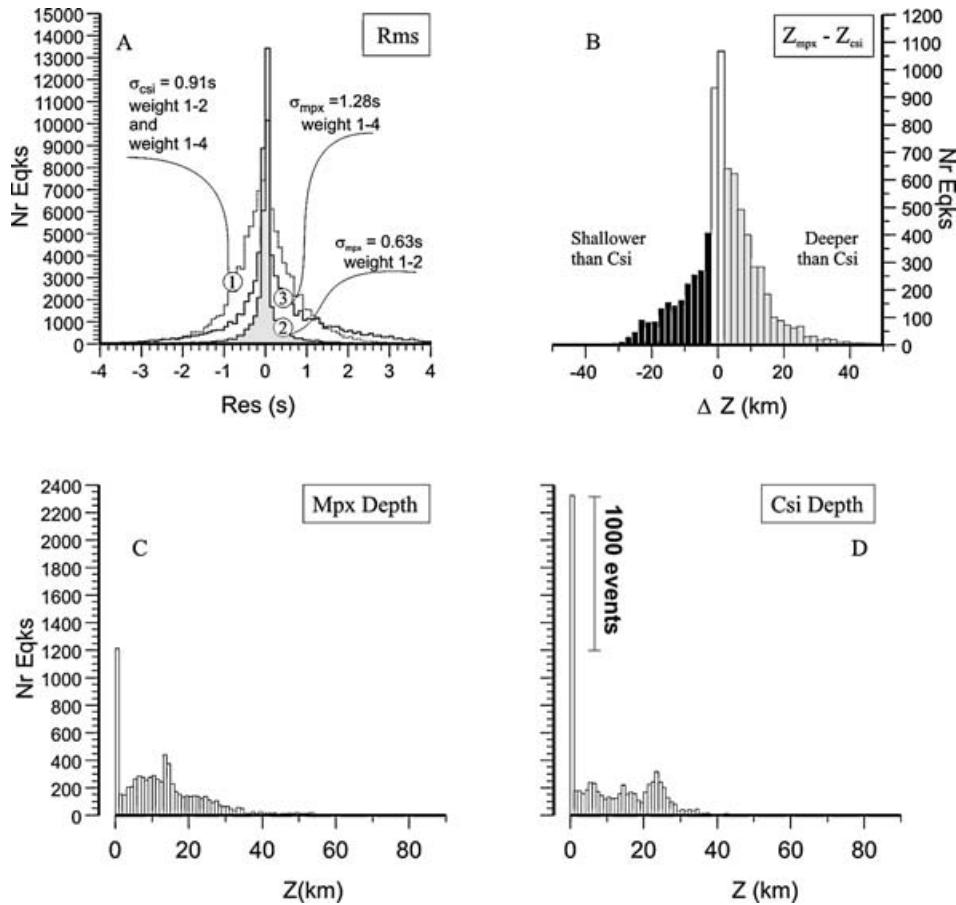 A
Rms
σcsi = 0.91s
weight 1-2
and
weight 1-4
σmpx =1.28s
weight 1-4
σmpx = 0.63s
weight 1-2
1
3
2
Nr Eqks
15000
14000
13000
12000
11000
10000
9000
8000
7000
6000
5000
4000
3000
2000
1000
0
-4 -3 -2 -1 0 1 2 3 4
Res (s)
B
Zmpx - Zcsi
Shallower
than Csi
Deeper
than Csi
1200
1100
1000
900
800
700
600
500
400
300
200
100
0
Nr Eqks
-40 -20 0 20 40
Δ Z (km)
Mpx Depth
C
Nr Eqks
2400
2200
2000
1800
1600
1400
1200
1000
800
600
400
200
0
0 20 40 60 80
Z(km)
Csi Depth
D
1000 events
0 20 40 60 80
Z (km)